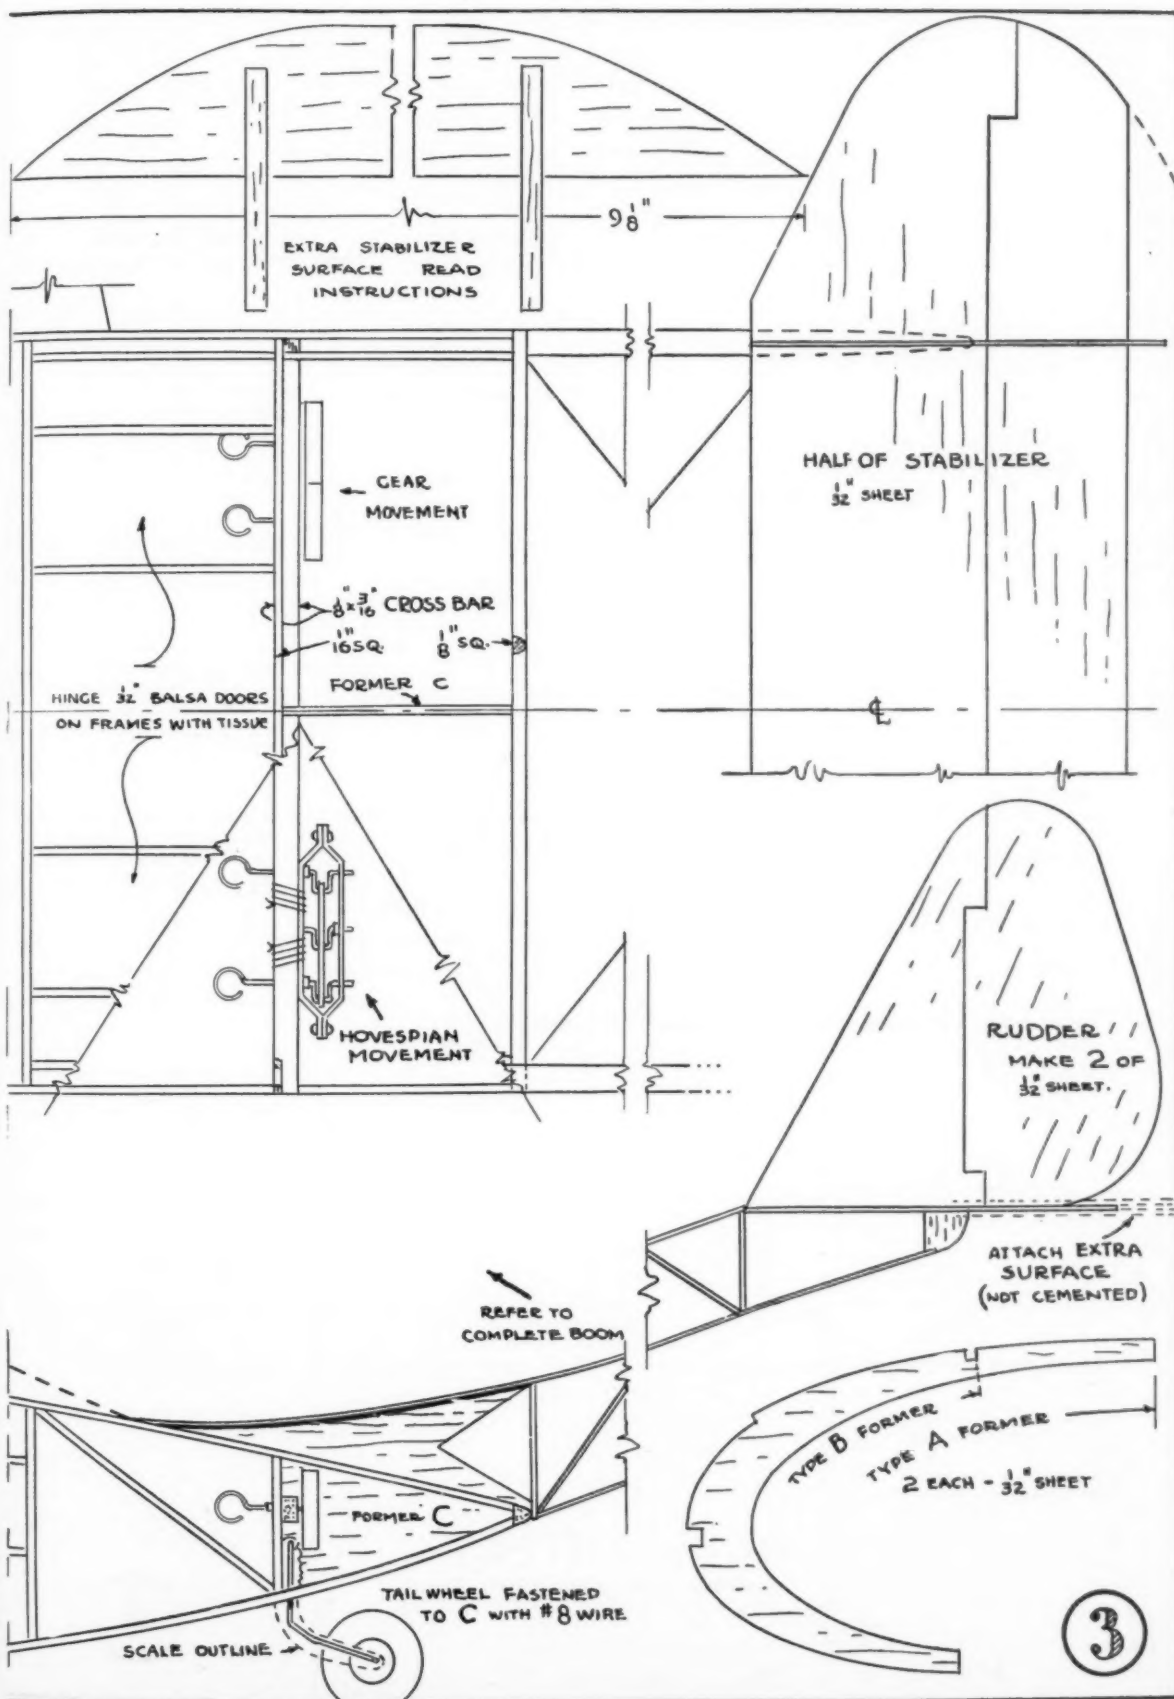 9 1/8"
EXTRA STABILIZER
SURFACE READ
INSTRUCTIONS
HALF OF STABILIZER
1/32" SHEET
GEAR
MOVEMENT
1/8" x 3/16" CROSS BAR
1/16" SQ.
1/8" SQ.
FORMER C
HINGE 1/32" BALSA DOORS
ON FRAMES WITH TISSUE
℄
HOVESPIAN
MOVEMENT
RUDDER
MAKE 2 OF
1/32" SHEET.
ATTACH EXTRA
SURFACE
(NOT CEMENTED)
REFER TO
COMPLETE BOOM
TYPE B FORMER
TYPE A FORMER
2 EACH - 1/32" SHEET
FORMER C
TAIL WHEEL FASTENED
TO C WITH #8 WIRE
SCALE OUTLINE
3